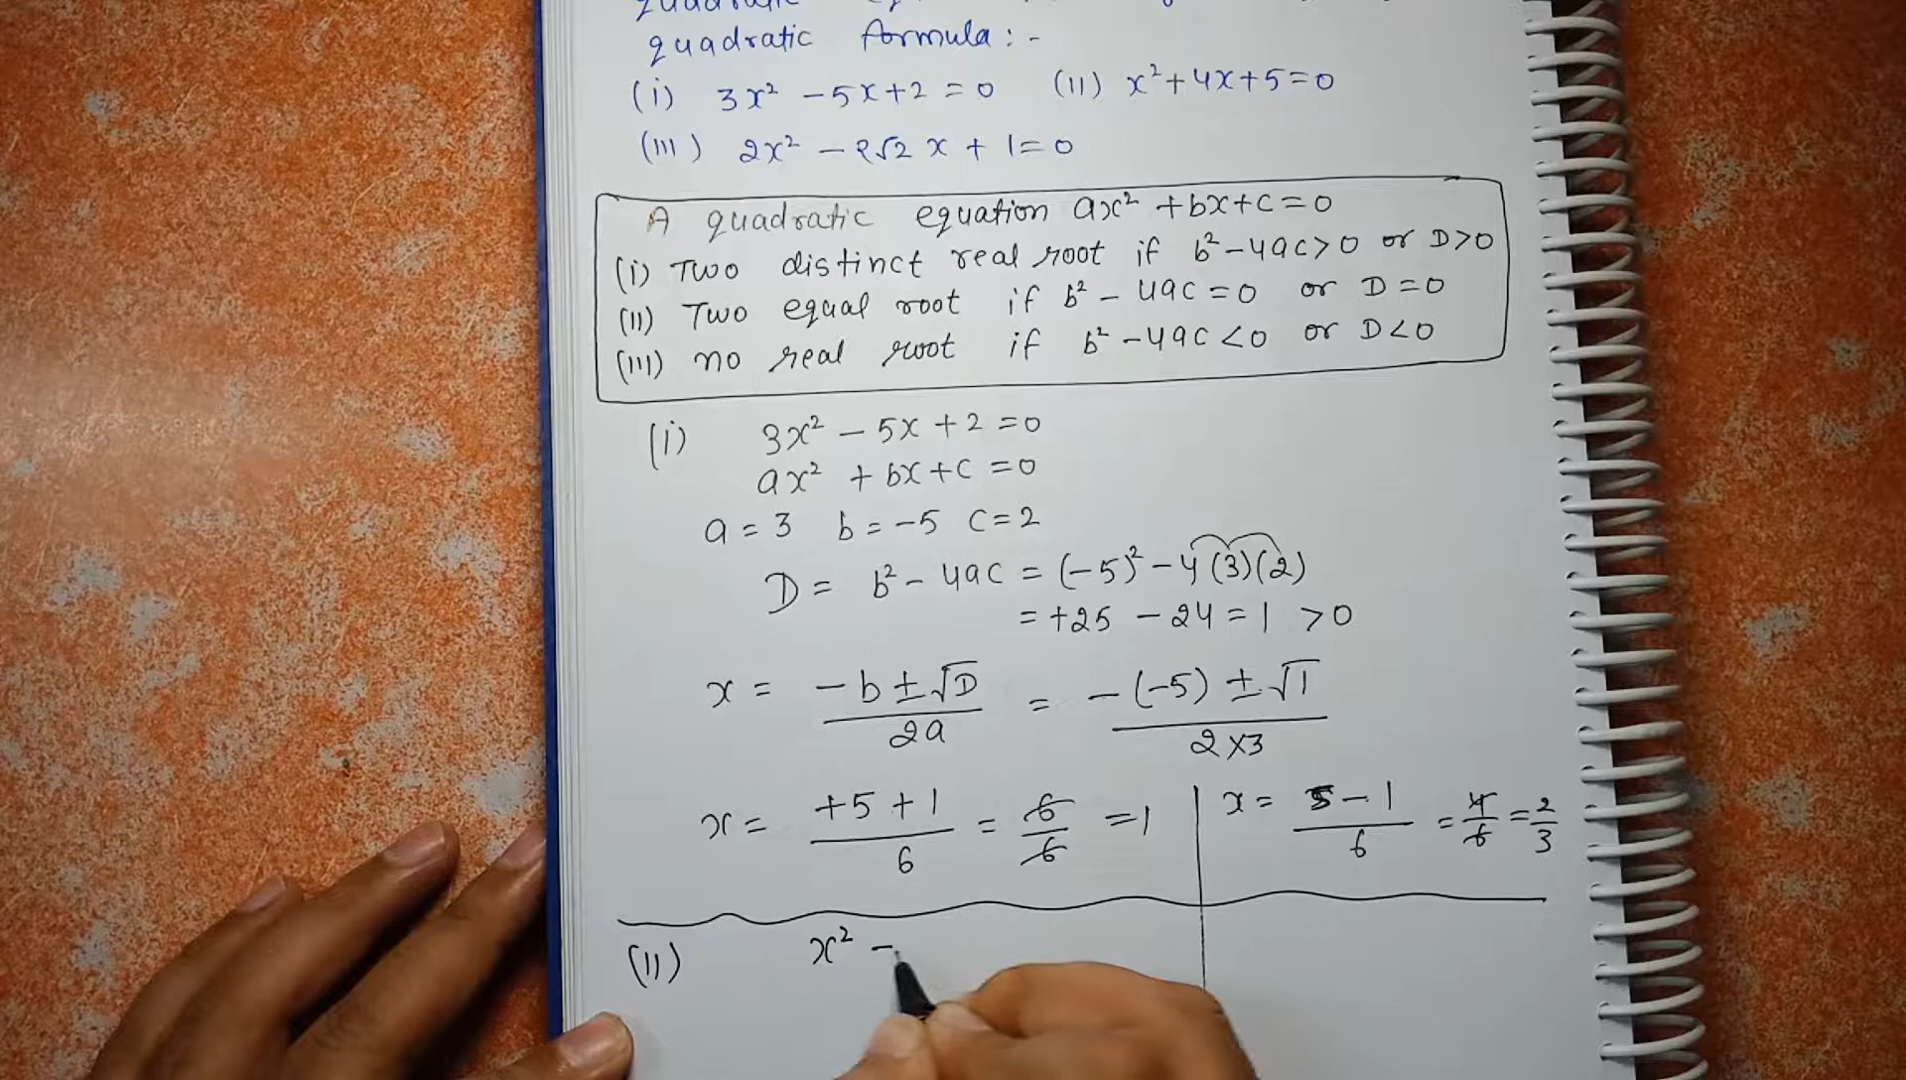 quadratic formula : -
(i) 3x² - 5x + 2 = 0 (II) x² + 4x + 5 = 0
(III) 2x² - 2√2 x + 1 = 0
A quadratic equation ax² + bx + c = 0
(i) Two distinct real root if b² - 4ac > 0 or D > 0
(II) Two equal root if b² - 4ac = 0 or D = 0
(III) no real root if b² - 4ac < 0 or D < 0
(i) 3x² - 5x + 2 = 0
ax² + bx + c = 0
a = 3 b = -5 c = 2
D = b² - 4ac = (-5)² - 4(3)(2)
= +25 - 24 = 1 > 0
x = (-b ± √D)/2a = (-(-5) ± √1)/(2×3)
x = (+5 + 1)/6 = 6/6 = 1 | x = (5 - 1)/6 = 4/6 = 2/3
(II) x² -